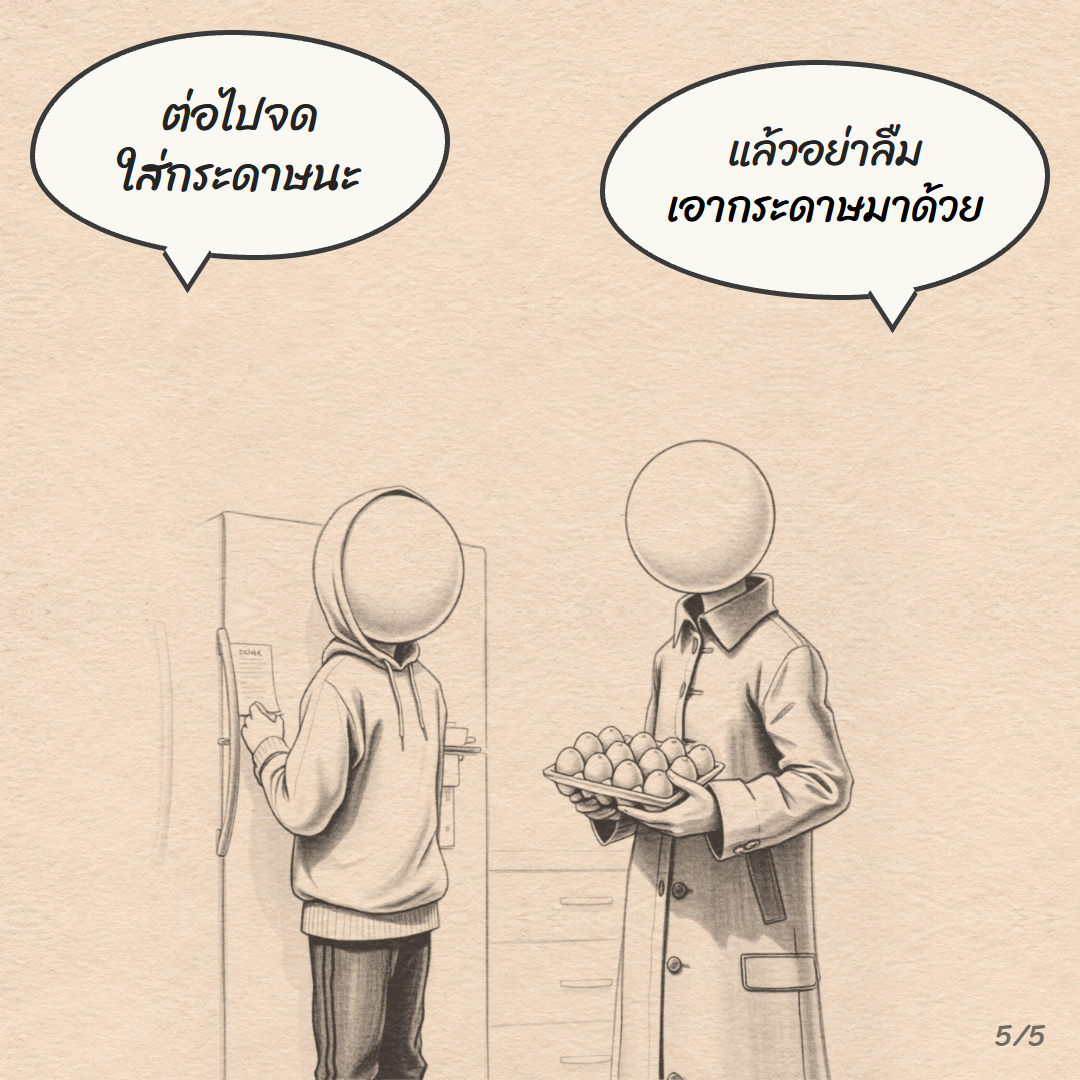 ต่อไปจด
ใส่กระดาษนะ
แล้วอย่าลืม
เอากระดาษมาด้วย
5/5